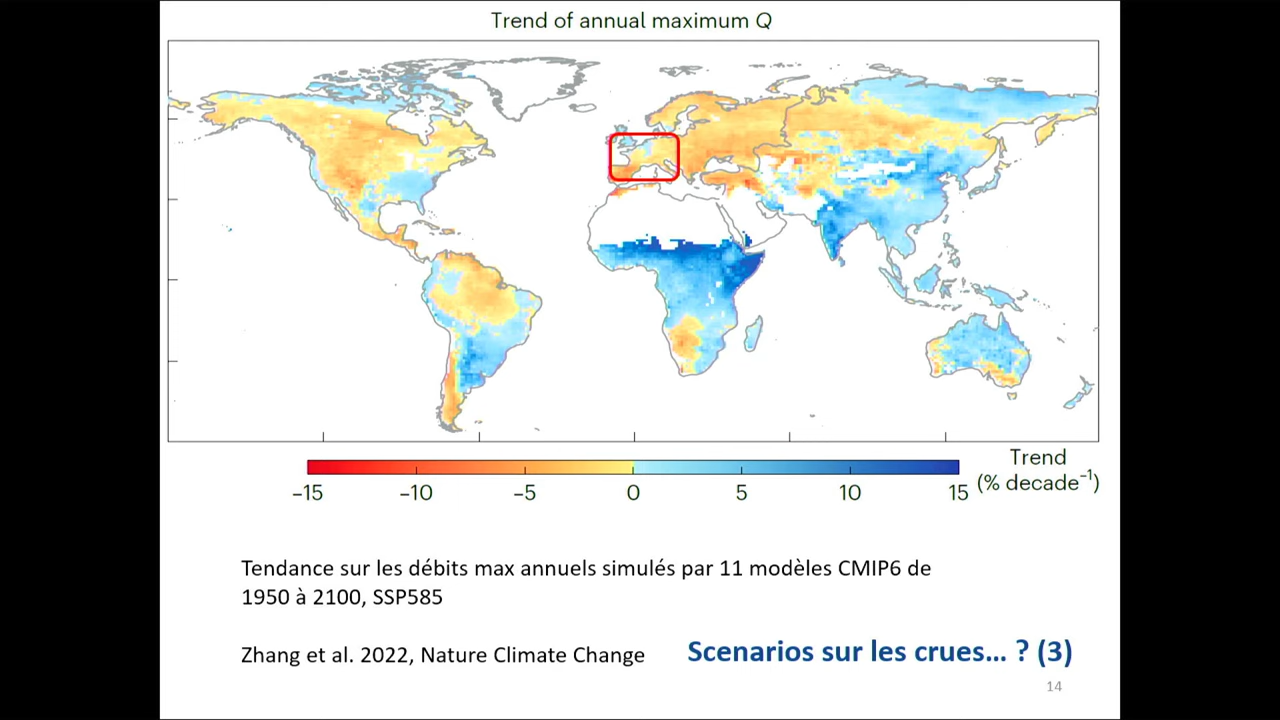 Trend of annual maximum Q
−15 −10 −5 0 5 10 15
Trend
(% decade⁻¹)
Tendance sur les débits max annuels simulés par 11 modèles CMIP6 de
1950 à 2100, SSP585
Zhang et al. 2022, Nature Climate Change
Scenarios sur les crues... ? (3)
14